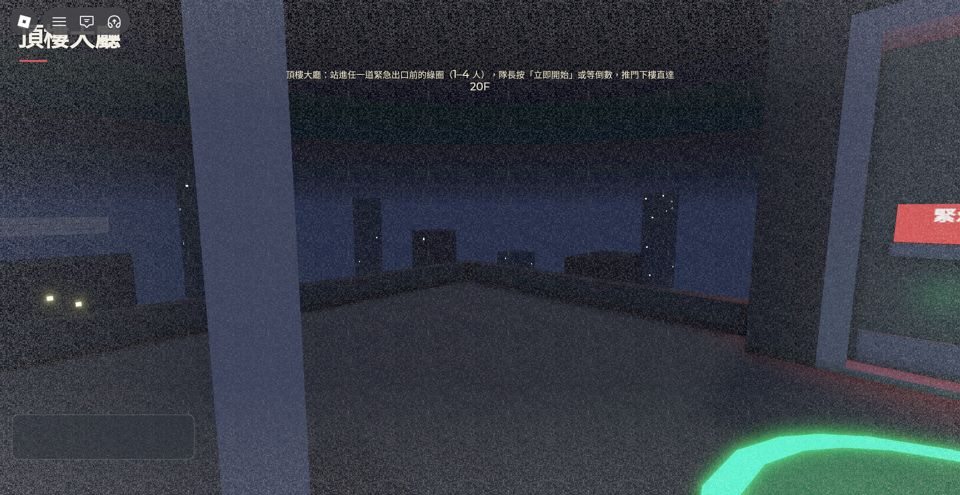 頂樓大廳
頂樓大廳：站進任一道緊急出口前的綠圈（1–4 人），隊長按「立即開始」或等倒數，推門下樓直達
20F
緊